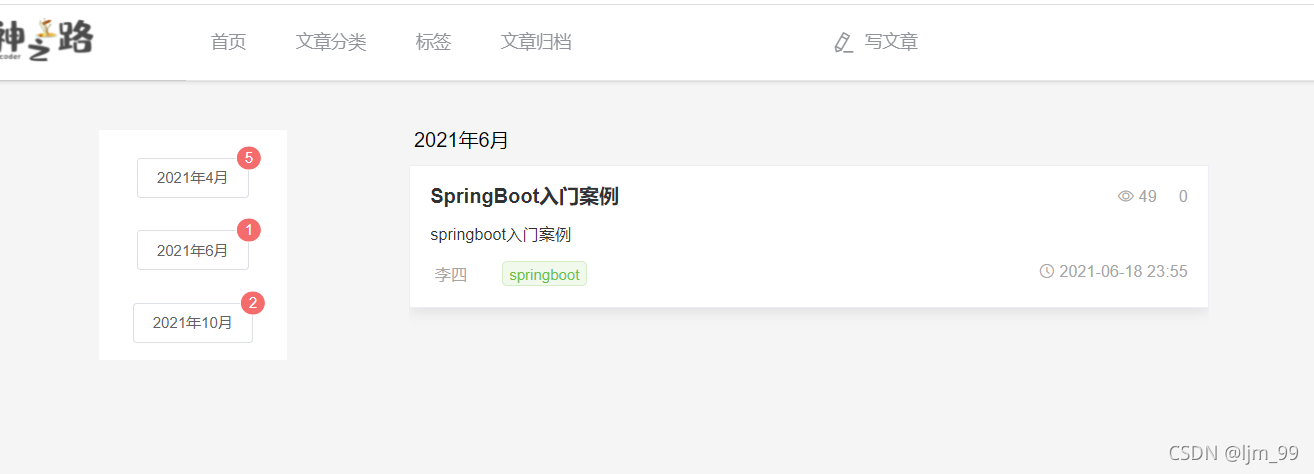 神之路
coder
首页 文章分类 标签 文章归档 写文章
5
2021年4月
1
2021年6月
2
2021年10月
2021年6月
SpringBoot入门案例 49 0
springboot入门案例
李四 springboot 2021-06-18 23:55
CSDN @ljm_99